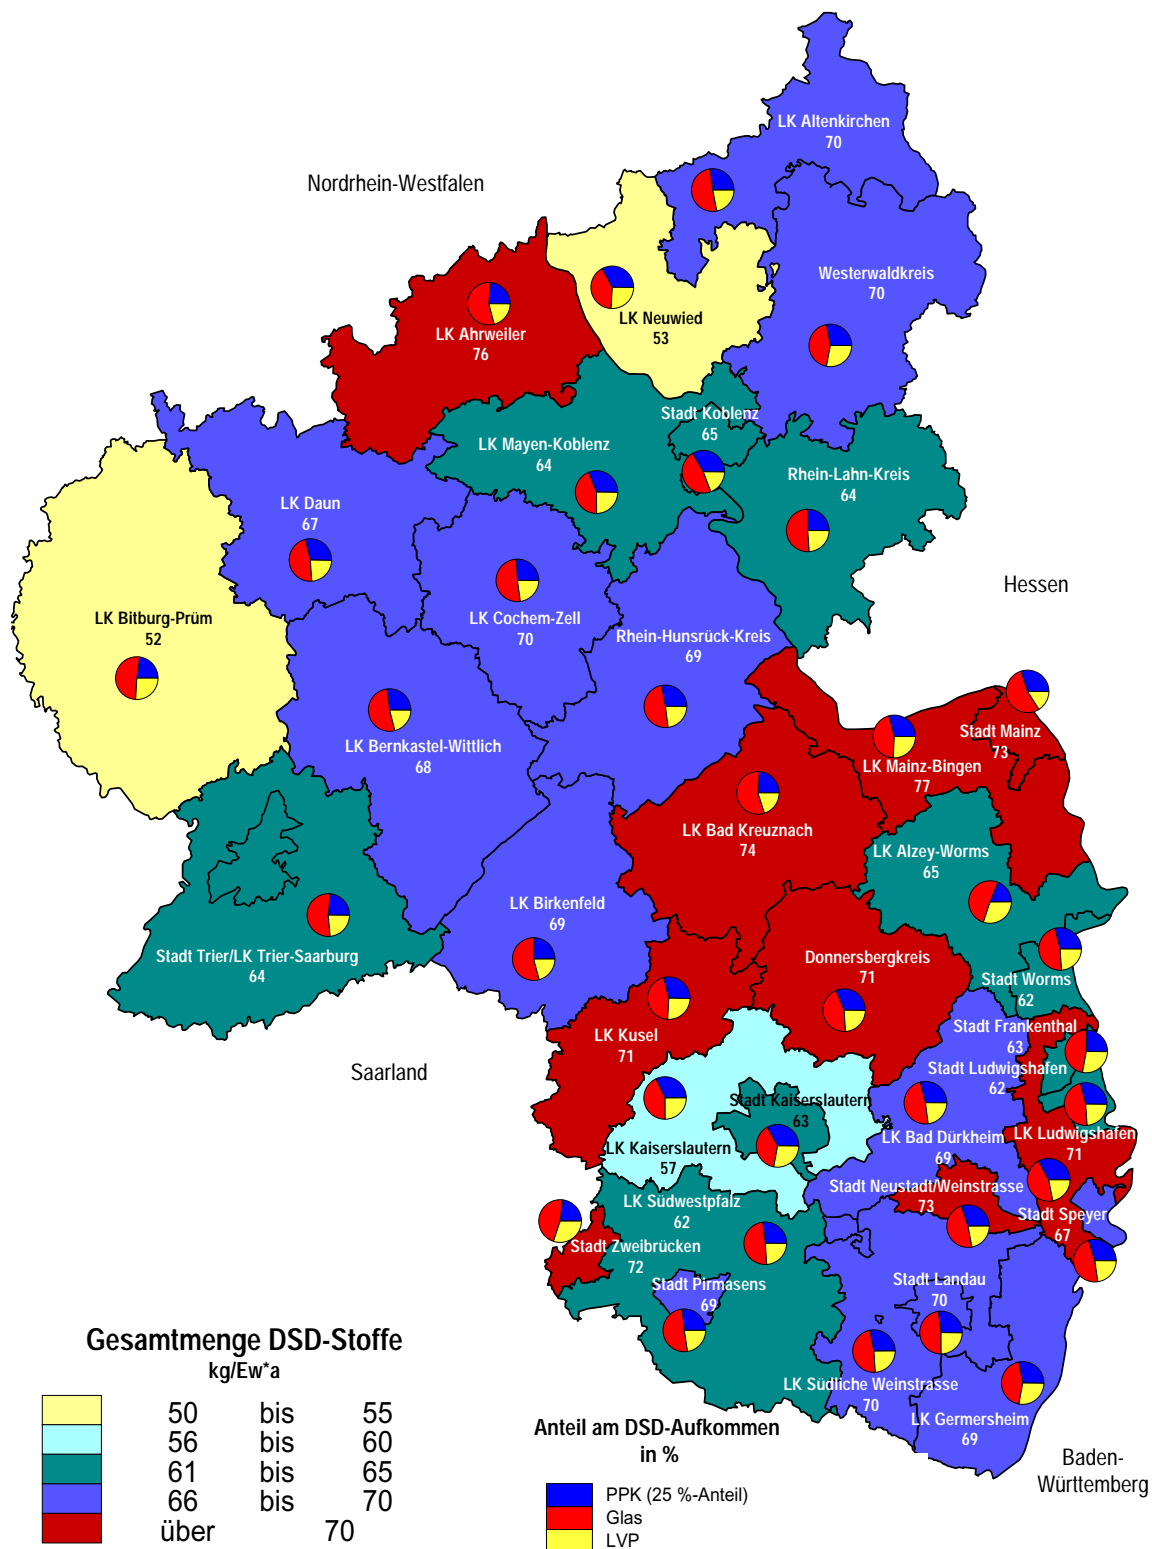 LK Altenkirchen
70
Nordrhein-Westfalen
Westerwaldkreis
70
LK Neuwied
53
LK Ahrweiler
76
Stadt Koblenz
65
LK Mayen-Koblenz
64
Rhein-Lahn-Kreis
64
LK Daun
67
Hessen
LK Bitburg-Prüm
52
LK Cochem-Zell
70
Rhein-Hunsrück-Kreis
69
Stadt Mainz
73
LK Bernkastel-Wittlich
68
LK Mainz-Bingen
77
LK Bad Kreuznach
74
LK Alzey-Worms
65
LK Birkenfeld
69
Stadt Trier/LK Trier-Saarburg
64
Donnersbergkreis
71
Stadt Worms
62
LK Kusel
71
Stadt Frankenthal
63
Saarland
Stadt Ludwigshafen
62
Stadt Kaiserslautern
63
LK Bad Dürkheim
69
LK Ludwigshafen
71
LK Kaiserslautern
57
Stadt Neustadt/Weinstrasse
73
LK Südwestpfalz
62
Stadt Speyer
67
Stadt Zweibrücken
72
Stadt Pirmasens
69
Stadt Landau
70
LK Südliche Weinstrasse
70
LK Germersheim
69
Baden-
Württemberg
Gesamtmenge DSD-Stoffe
kg/Ew*a
50 bis 55
56 bis 60
61 bis 65
66 bis 70
über 70
Anteil am DSD-Aufkommen
in %
PPK (25 %-Anteil)
Glas
LVP